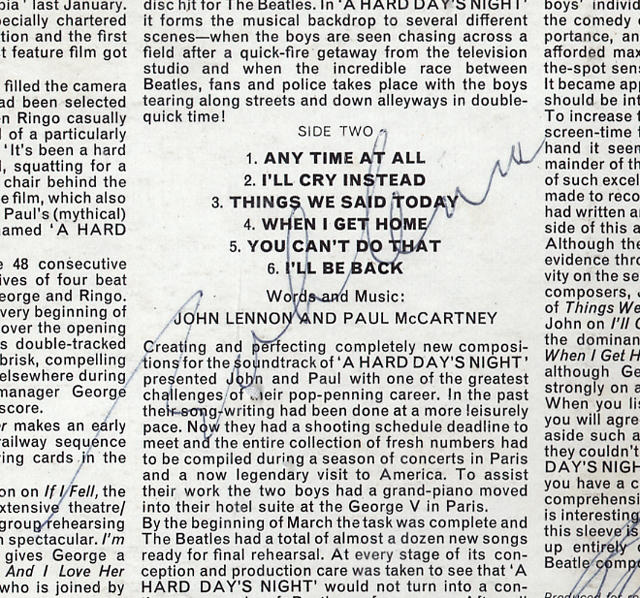 bia' last January.
pecially chartered
tion and the first
t feature film got
filled the camera
ad been selected
en Ringo casually
l of a particularly
'It's been a hard
, squatting for a
chair behind the
e film, which also
Paul's (mythical)
amed 'A HARD
e 48 consecutive
ives of four beat
eorge and Ringo.
very beginning of
over the opening
s double-tracked
brisk, compelling
elsewhere during
manager George
score.
er makes an early
railway sequence
ing cards in the
on on If I Fell, the
xtensive theatre/
group rehearsing
n spectacular. I'm
gives George a
And I Love Her
who is joined by
disc hit for The Beatles. In 'A HARD DAY'S NIGHT'
it forms the musical backdrop to several different
scenes—when the boys are seen chasing across a
field after a quick-fire getaway from the television
studio and when the incredible race between
Beatles, fans and police takes place with the boys
tearing along streets and down alleyways in double-
quick time!
SIDE TWO
1. ANY TIME AT ALL
2. I'LL CRY INSTEAD
3. THINGS WE SAID TODAY
4. WHEN I GET HOME
5. YOU CAN'T DO THAT
6. I'LL BE BACK
Words and Music:
JOHN LENNON AND PAUL McCARTNEY
Creating and perfecting completely new composi-
tions for the soundtrack of 'A HARD DAY'S NIGHT'
presented John and Paul with one of the greatest
challenges their pop-penning career. In the past
their song-writing had been done at a more leisurely
pace. Now they had a shooting schedule deadline to
meet and the entire collection of fresh numbers had
to be compiled during a season of concerts in Paris
and a now legendary visit to America. To assist
their work the two boys had a grand-piano moved
into their hotel suite at the George V in Paris.
By the beginning of March the task was complete and
The Beatles had a total of almost a dozen new songs
ready for final rehearsal. At every stage of its con-
ception and production care was taken to see that 'A
HARD DAY'S NIGHT' would not turn into a con-
boys' individ
the comedy o
portance, an
afforded max
the-spot sens
It became app
should be int
To increase f
screen-time f
hand it seem
mainder of th
of such excel
made to reco
had written a
side of this a
Although the
evidence thro
vity on the se
composers, J
of Things We
John on I'll C
the dominan
When I Get H
although Ge
strongly on a
When you lis
you will agre
aside such a
they couldn't
DAY'S NIGH
you have a c
comprehensi
is interesting
this sleeve is
up entirely
Beatle compo
Produced for re